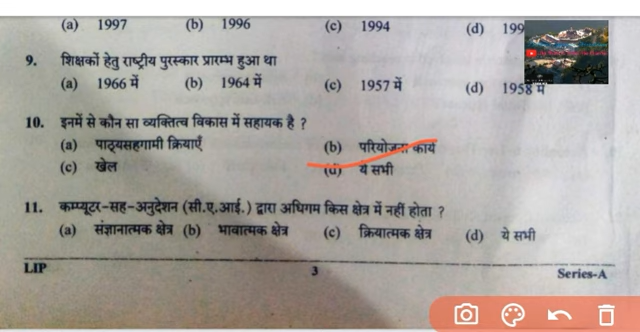 (a) 1997 (b) 1996 (c) 1994 (d) 199
9. शिक्षकों हेतु राष्ट्रीय पुरस्कार प्रारम्भ हुआ था
(a) 1966 में (b) 1964 में (c) 1957 में (d) 1958 में
10. इनमें से कौन सा व्यक्तित्व विकास में सहायक है ?
(a) पाठ्यसहगामी क्रियाएँ (b) परियोजना कार्य
(c) खेल (d) ये सभी
11. कम्प्यूटर-सह-अनुदेशन (सी.ए.आई.) द्वारा अधिगम किस क्षेत्र में नहीं होता ?
(a) संज्ञानात्मक क्षेत्र (b) भावात्मक क्षेत्र (c) क्रियात्मक क्षेत्र (d) ये सभी
LIP 3 Series-A